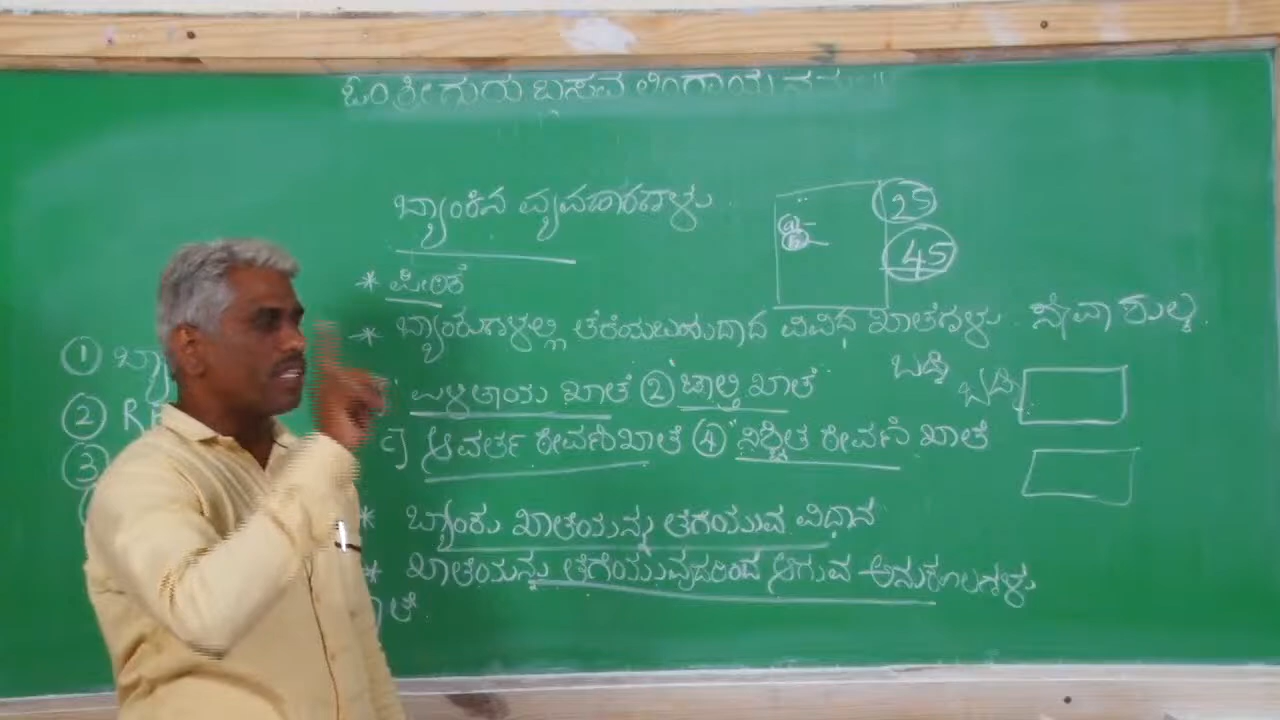 ಓಂ ಶ್ರೀ ಗುರು ಬಸವ ಲಿಂಗಾಯ ನಮಃ
ಬ್ಯಾಂಕಿನ ವ್ಯವಹಾರಗಳು
25
45
* ಪೀಠಿಕೆ
* ಬ್ಯಾಂಕುಗಳಲ್ಲಿ ತೆರೆಯಬಹುದಾದ ವಿವಿಧ ಖಾತೆಗಳು ಸೇವಾ ಶುಲ್ಕ
① ಬ್ಯಾ
ಬಡ್ಡಿ
ಬಡ್ಡಿ
ಉಳಿತಾಯ ಖಾತೆ ② ಚಾಲ್ತಿ ಖಾತೆ
② R
ಆವರ್ತ ಠೇವಣಿ ಖಾತೆ ④ ನಿಶ್ಚಿತ ಠೇವಣಿ ಖಾತೆ
③
* ಬ್ಯಾಂಕು ಖಾತೆಯನ್ನು ತೆಗೆಯುವ ವಿಧಾನ
* ಖಾತೆಯನ್ನು ತೆಗೆಯುವುದರಿಂದ ಆಗುವ ಅನುಕೂಲಗಳು